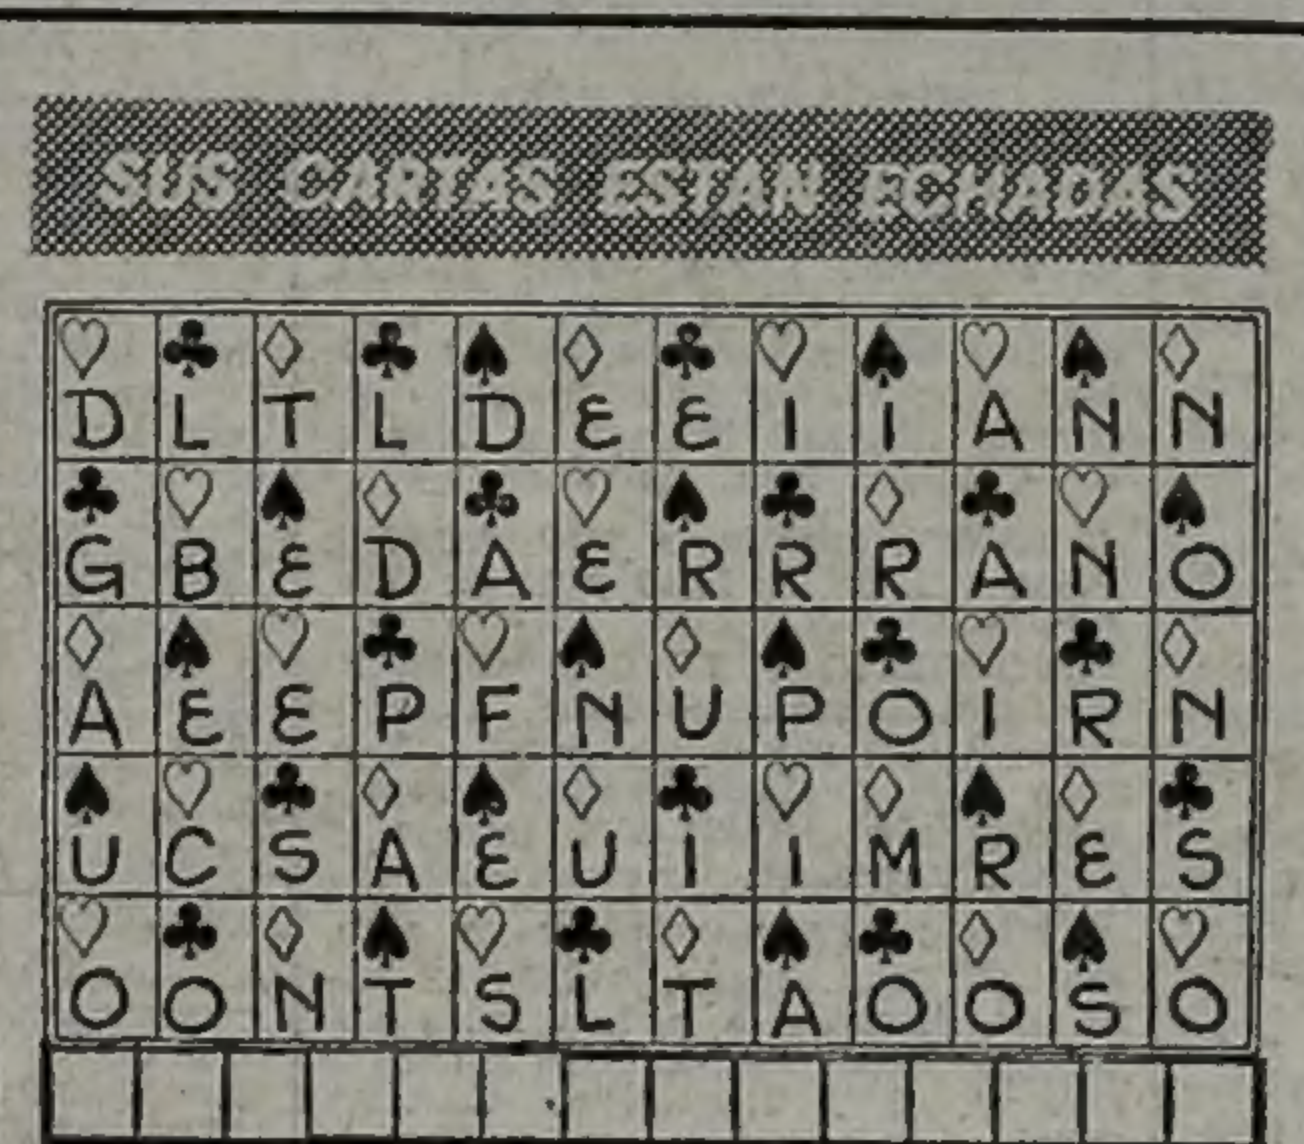 SUS CARTAS ESTAN ECHADAS
♡ ♣ ♢ ♣ ♠ ♢ ♣ ♡ ♠ ♡ ♠ ♢
D L T L D E E I I A N N
♣ ♡ ♠ ♢ ♣ ♡ ♠ ♣ ♢ ♣ ♡ ♠
G B E D A E R R R A N O
♢ ♠ ♡ ♣ ♡ ♠ ♢ ♠ ♣ ♡ ♣ ♢
A E E P F N U P O I R N
♠ ♡ ♣ ♢ ♠ ♢ ♣ ♡ ♢ ♠ ♢ ♣
U C S A E U I I M R E S
♡ ♣ ♢ ♠ ♡ ♣ ♢ ♠ ♣ ♢ ♠ ♡
O O N T S L T A O O S O